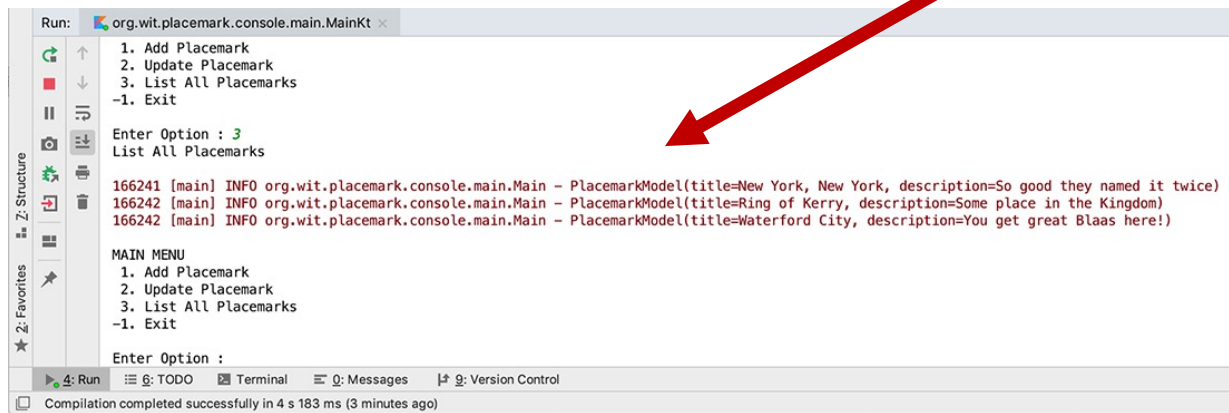 Run: org.wit.placemark.console.main.MainKt ×
1. Add Placemark
2. Update Placemark
3. List All Placemarks
-1. Exit
Enter Option : 3
List All Placemarks
166241 [main] INFO org.wit.placemark.console.main.Main - PlacemarkModel(title=New York, New York, description=So good they named it twice)
166242 [main] INFO org.wit.placemark.console.main.Main - PlacemarkModel(title=Ring of Kerry, description=Some place in the Kingdom)
166242 [main] INFO org.wit.placemark.console.main.Main - PlacemarkModel(title=Waterford City, description=You get great Blaas here!)
MAIN MENU
1. Add Placemark
2. Update Placemark
3. List All Placemarks
-1. Exit
Enter Option :
Z: Structure
2: Favorites
4: Run 6: TODO Terminal 0: Messages 9: Version Control
Compilation completed successfully in 4 s 183 ms (3 minutes ago)